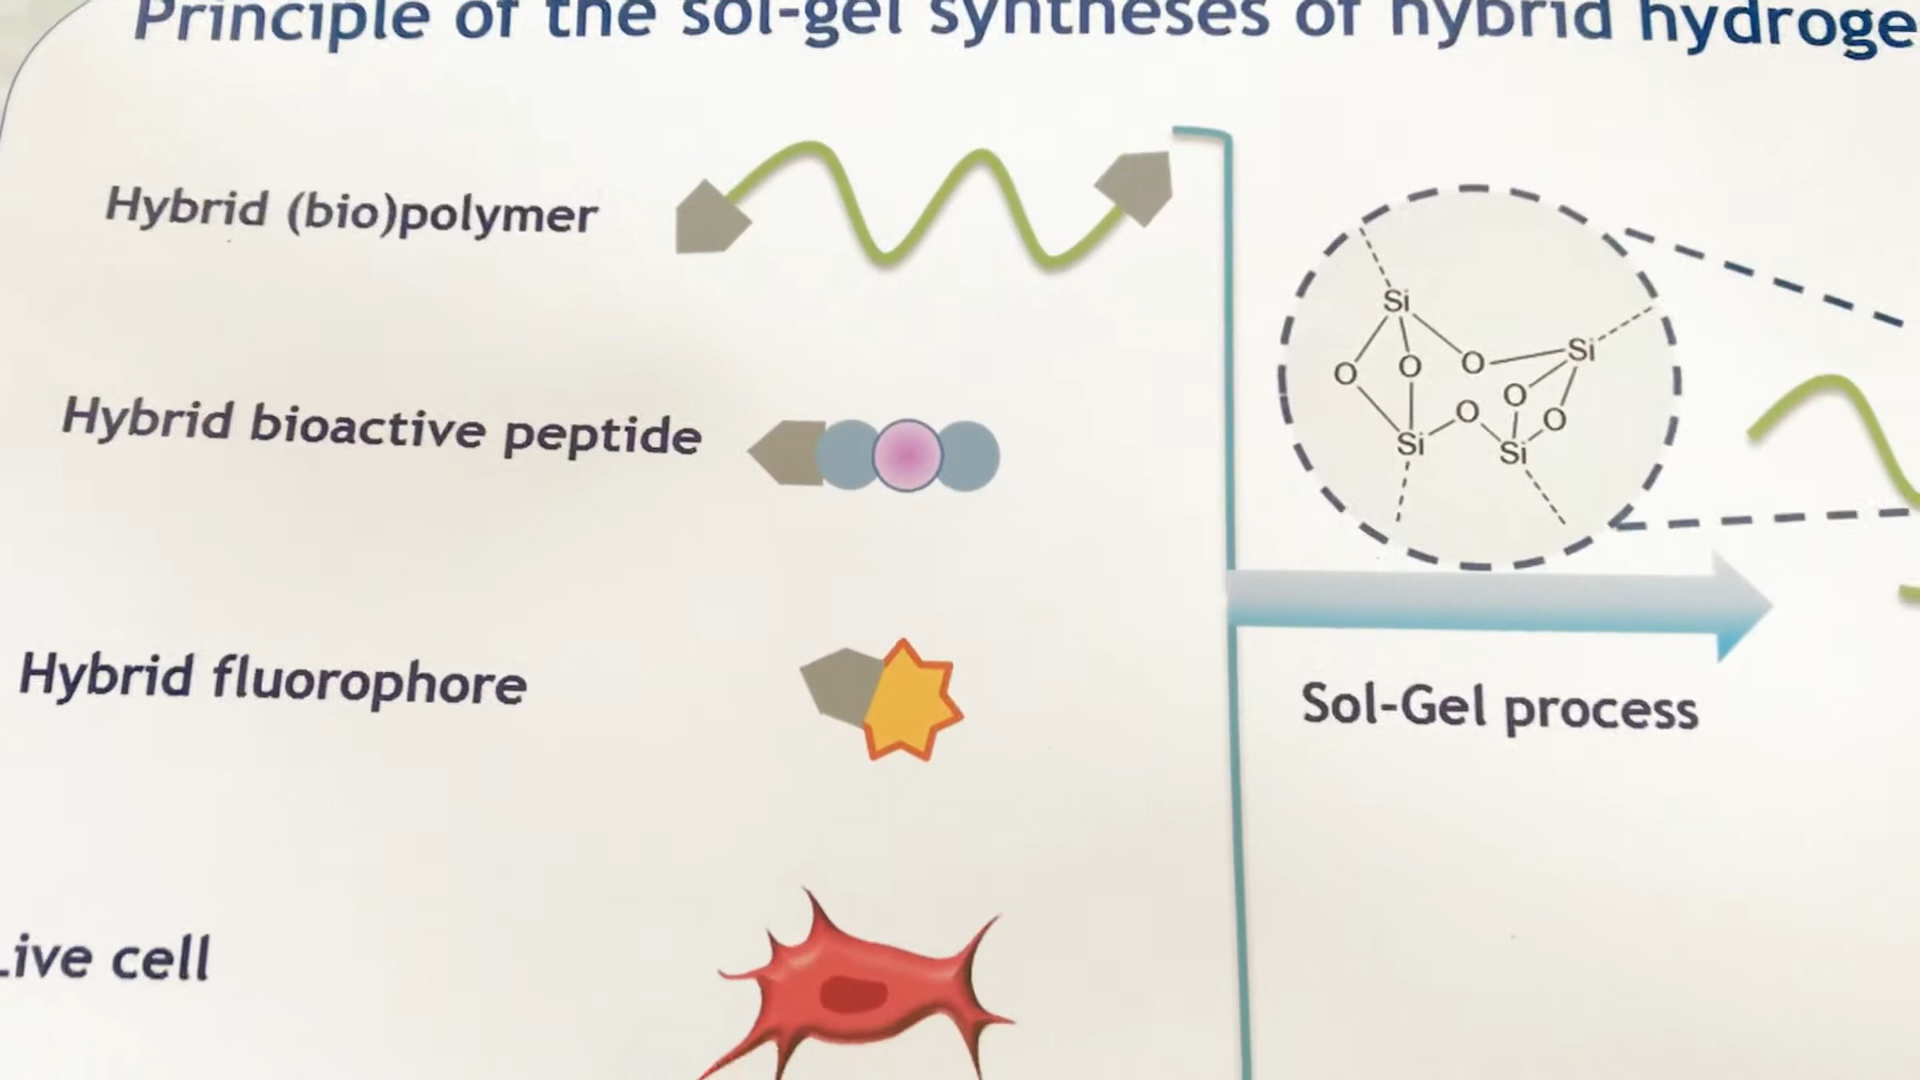 Principle of the sol-gel syntheses of hybrid hydroge
Hybrid (bio)polymer
Hybrid bioactive peptide
Hybrid fluorophore
Live cell
Si
Si
O
O
O
O
O
O
Si
Si
Sol-Gel process